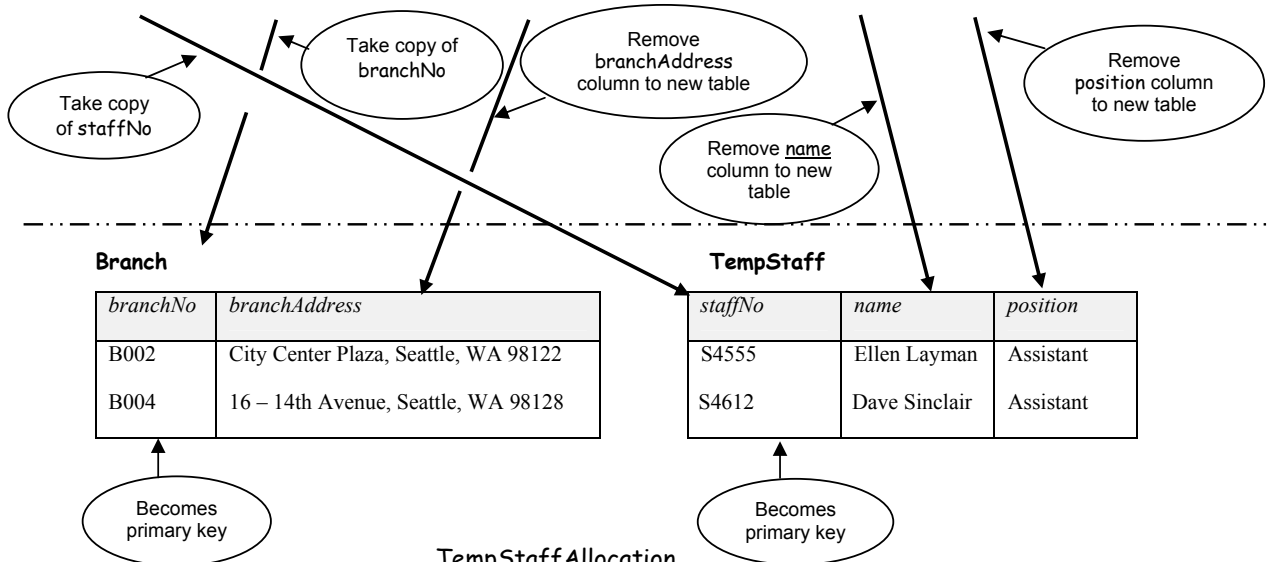 Take copy
of staffNo
Take copy of
branchNo
Remove
branchAddress
column to new table
Remove name
column to new
table
Remove
position column
to new table
Branch
branchNo branchAddress
B002 City Center Plaza, Seattle, WA 98122
B004 16 – 14th Avenue, Seattle, WA 98128
TempStaff
staffNo name position
S4555 Ellen Layman Assistant
S4612 Dave Sinclair Assistant
Becomes
primary key
Becomes
primary key
TempStaffAllocation